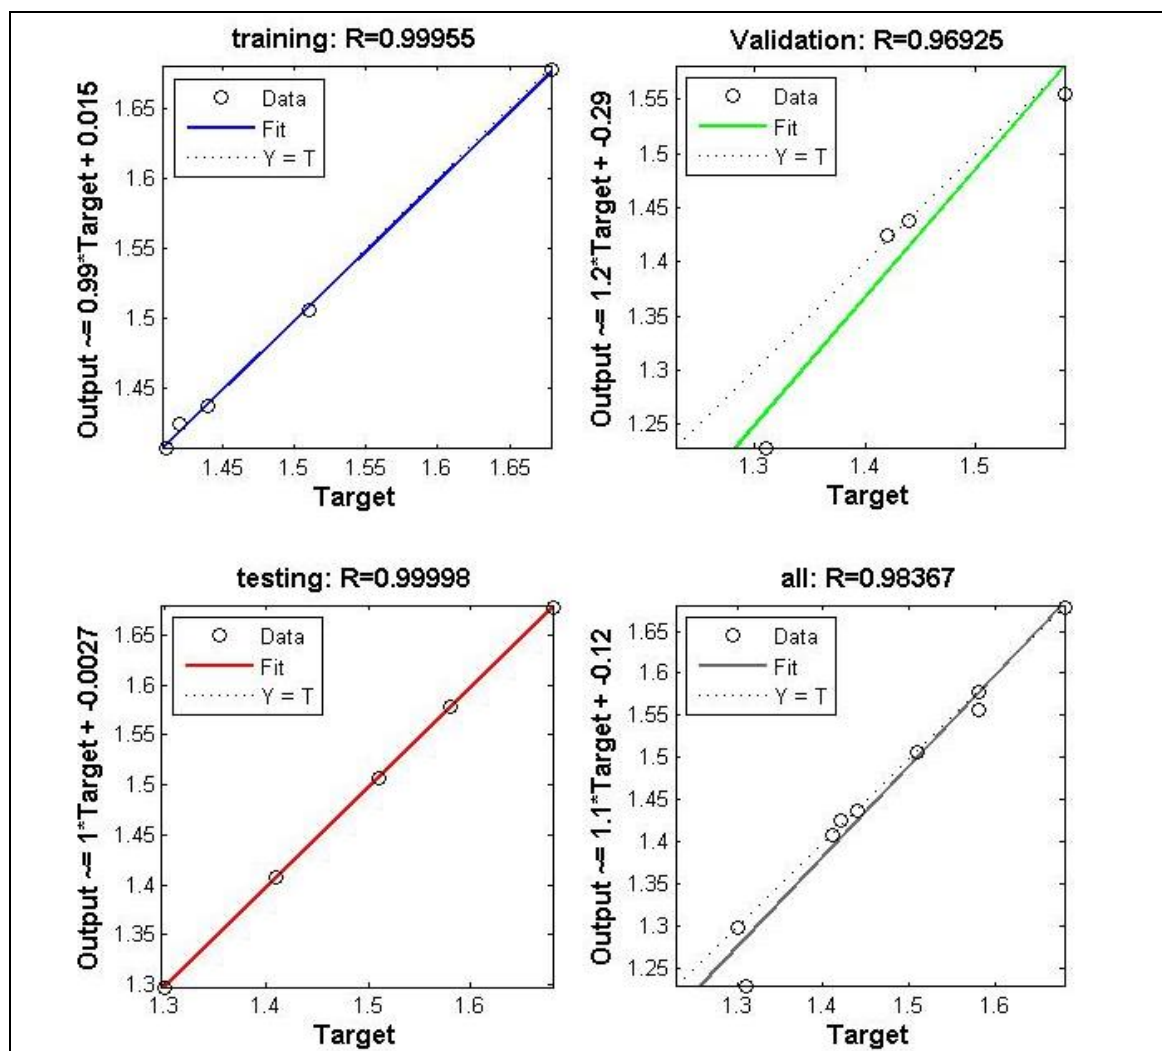 training: R=0.99955
Output ~= 0.99*Target + 0.015
1.65
1.6
1.55
1.5
1.45
Data
Fit
Y = T
1.45 1.5 1.55 1.6 1.65
Target
Validation: R=0.96925
Output ~= 1.2*Target + -0.29
1.55
1.5
1.45
1.4
1.35
1.3
1.25
Data
Fit
Y = T
1.3 1.4 1.5
Target
testing: R=0.99998
Output ~= 1*Target + -0.0027
1.65
1.6
1.55
1.5
1.45
1.4
1.35
1.3
Data
Fit
Y = T
1.3 1.4 1.5 1.6
Target
all: R=0.98367
Output ~= 1.1*Target + -0.12
1.65
1.6
1.55
1.5
1.45
1.4
1.35
1.3
1.25
Data
Fit
Y = T
1.3 1.4 1.5 1.6
Target